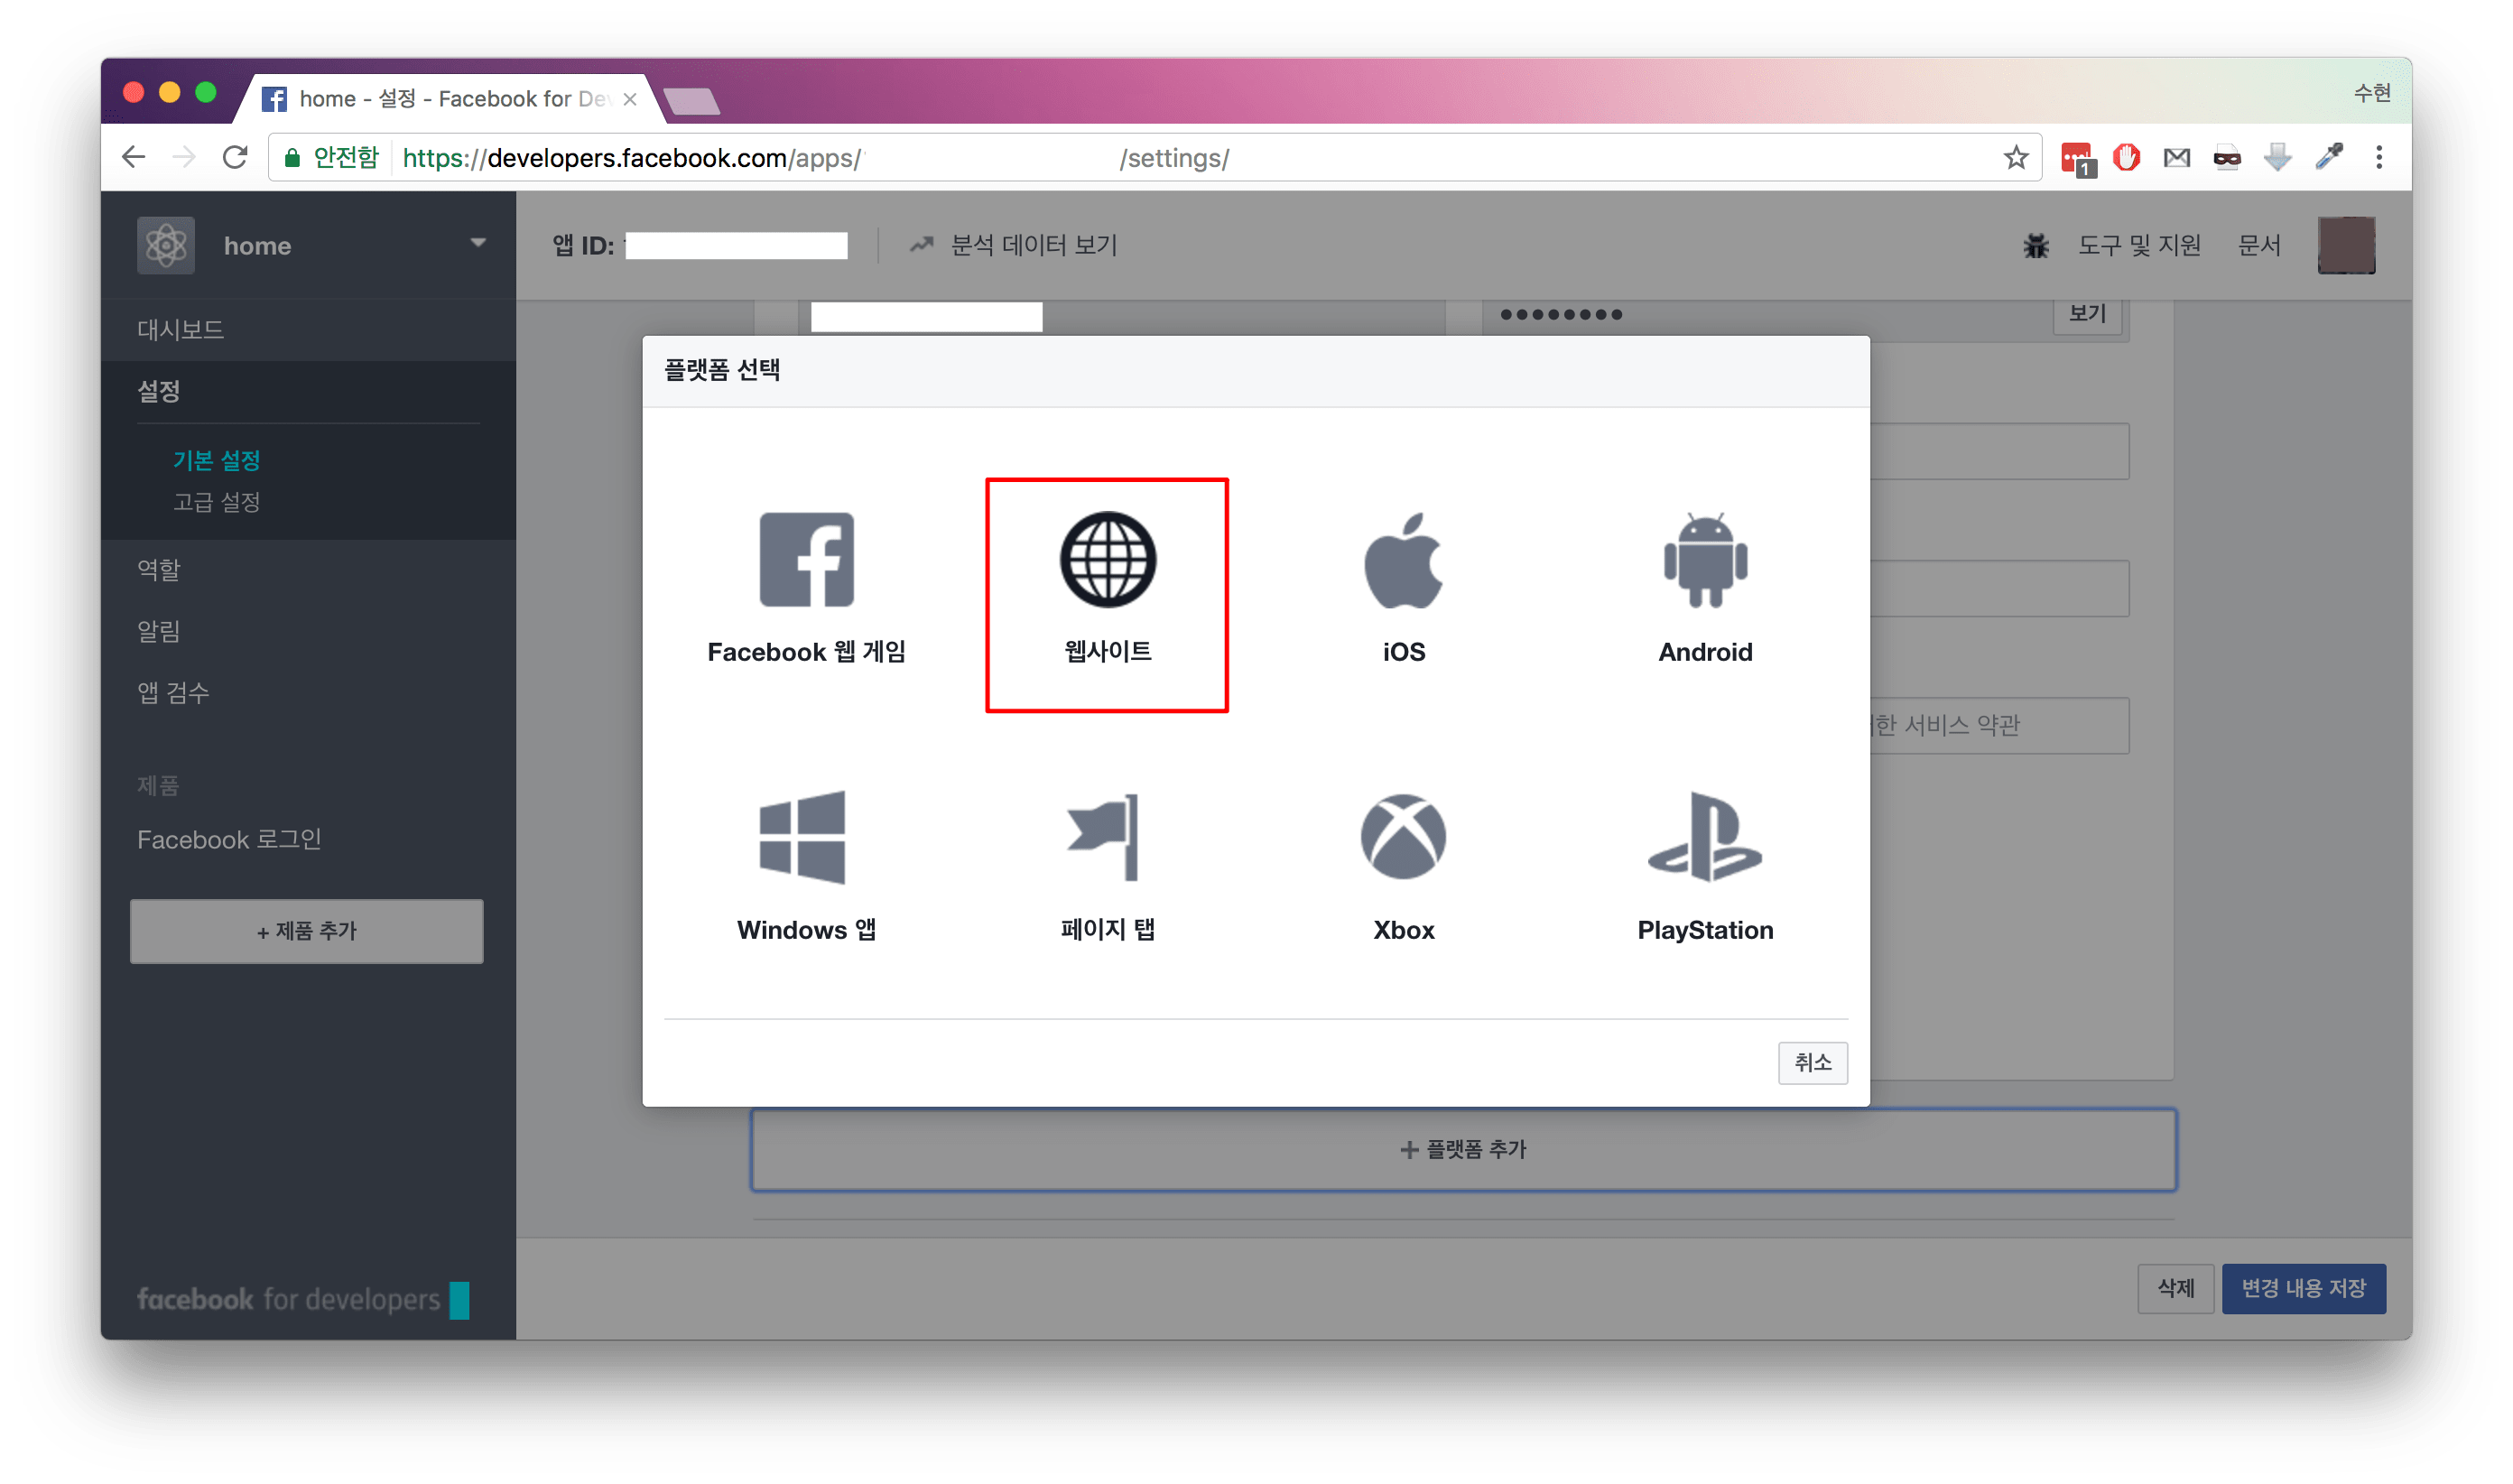 home - 설정 - Facebook for De
수현
안전함 https://developers.facebook.com/apps/ /settings/
1
home
앱 ID:
분석 데이터 보기
도구 및 지원
문서
대시보드
설정
기본 설정
고급 설정
역할
알림
앱 검수
제품
Facebook 로그인
+ 제품 추가
facebook for developers
보기
플랫폼 선택
Facebook 웹 게임
웹사이트
iOS
Android
Windows 앱
페이지 탭
Xbox
PlayStation
취소
한 서비스 약관
+ 플랫폼 추가
삭제
변경 내용 저장